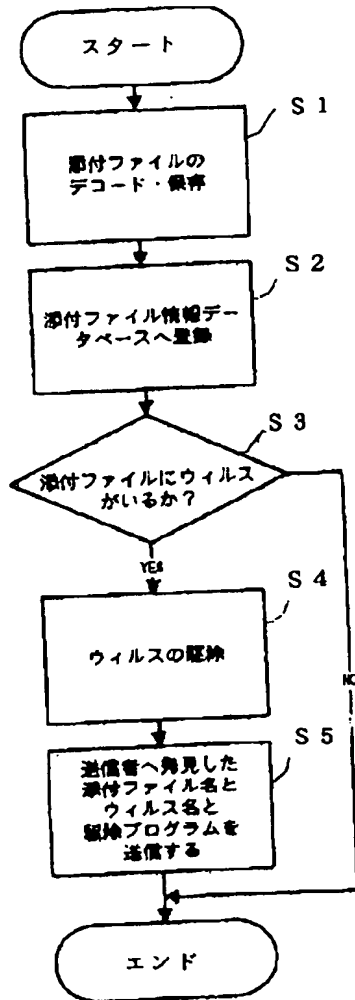 スタート
S1
添付ファイルの
デコード・保存
S2
添付ファイル情報デー
タベースへ登録
S3
添付ファイルにウィルス
がいるか?
YES
S4
ウィルスの駆除
NO
S5
送信者へ発見した
添付ファイル名と
ウィルス名と
駆除プログラムを
送信する
エンド